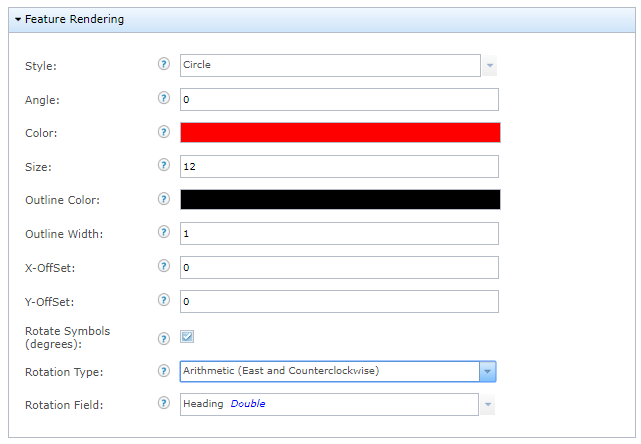 Feature Rendering
Style: ? Circle
Angle: ? 0
Color: ?
Size: ? 12
Outline Color: ?
Outline Width: ? 1
X-OffSet: ? 0
Y-OffSet: ? 0
Rotate Symbols
(degrees): ?
Rotation Type: ? Arithmetic (East and Counterclockwise)
Rotation Field: ? Heading Double